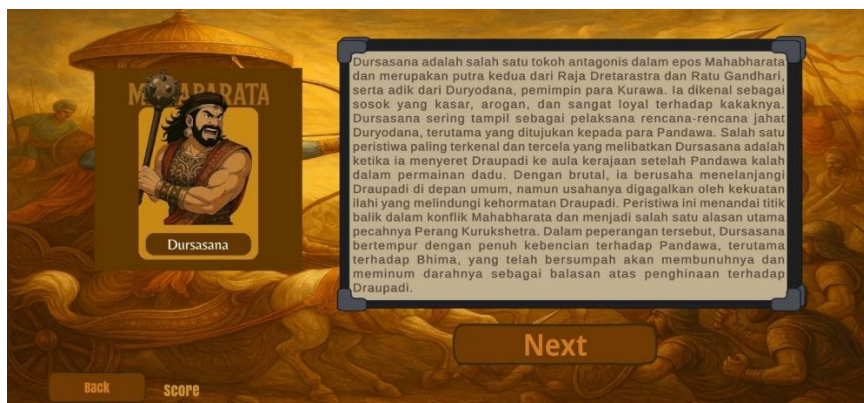 MAHABARATA
Dursasana
Dursasana adalah salah satu tokoh antagonis dalam epos Mahabharata
dan merupakan putra kedua dari Raja Dretarastra dan Ratu Gandhari,
serta adik dari Duryodana, pemimpin para Kurawa. Ia dikenal sebagai
sosok yang kasar, arogan, dan sangat loyal terhadap kakaknya.
Dursasana sering tampil sebagai pelaksana rencana-rencana jahat
Duryodana, terutama yang ditujukan kepada para Pandawa. Salah satu
peristiwa paling terkenal dan tercela yang melibatkan Dursasana adalah
ketika ia menyeret Draupadi ke aula kerajaan setelah Pandawa kalah
dalam permainan dadu. Dengan brutal, ia berusaha menelanjangi
Draupadi di depan umum, namun usahanya digagalkan oleh kekuatan
ilahi yang melindungi kehormatan Draupadi. Peristiwa ini menandai titik
balik dalam konflik Mahabharata dan menjadi salah satu alasan utama
pecahnya Perang Kurukshetra. Dalam peperangan tersebut, Dursasana
bertempur dengan penuh kebencian terhadap Pandawa, terutama
terhadap Bhima, yang telah bersumpah akan membunuhnya dan
meminum darahnya sebagai balasan atas penghinaan terhadap
Draupadi.
Next
Back
score